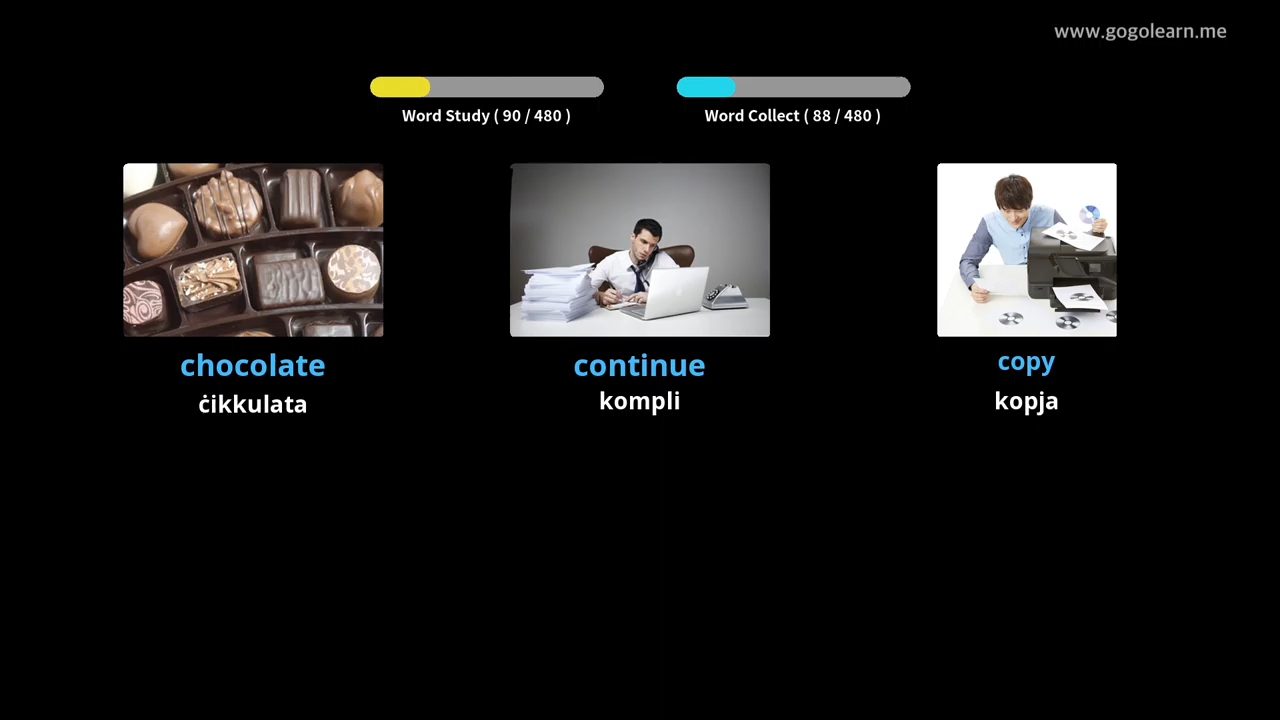 www.gogolearn.me
Word Study ( 90 / 480 )
Word Collect ( 88 / 480 )
chocolate
ċikkulata
continue
kompli
copy
kopja